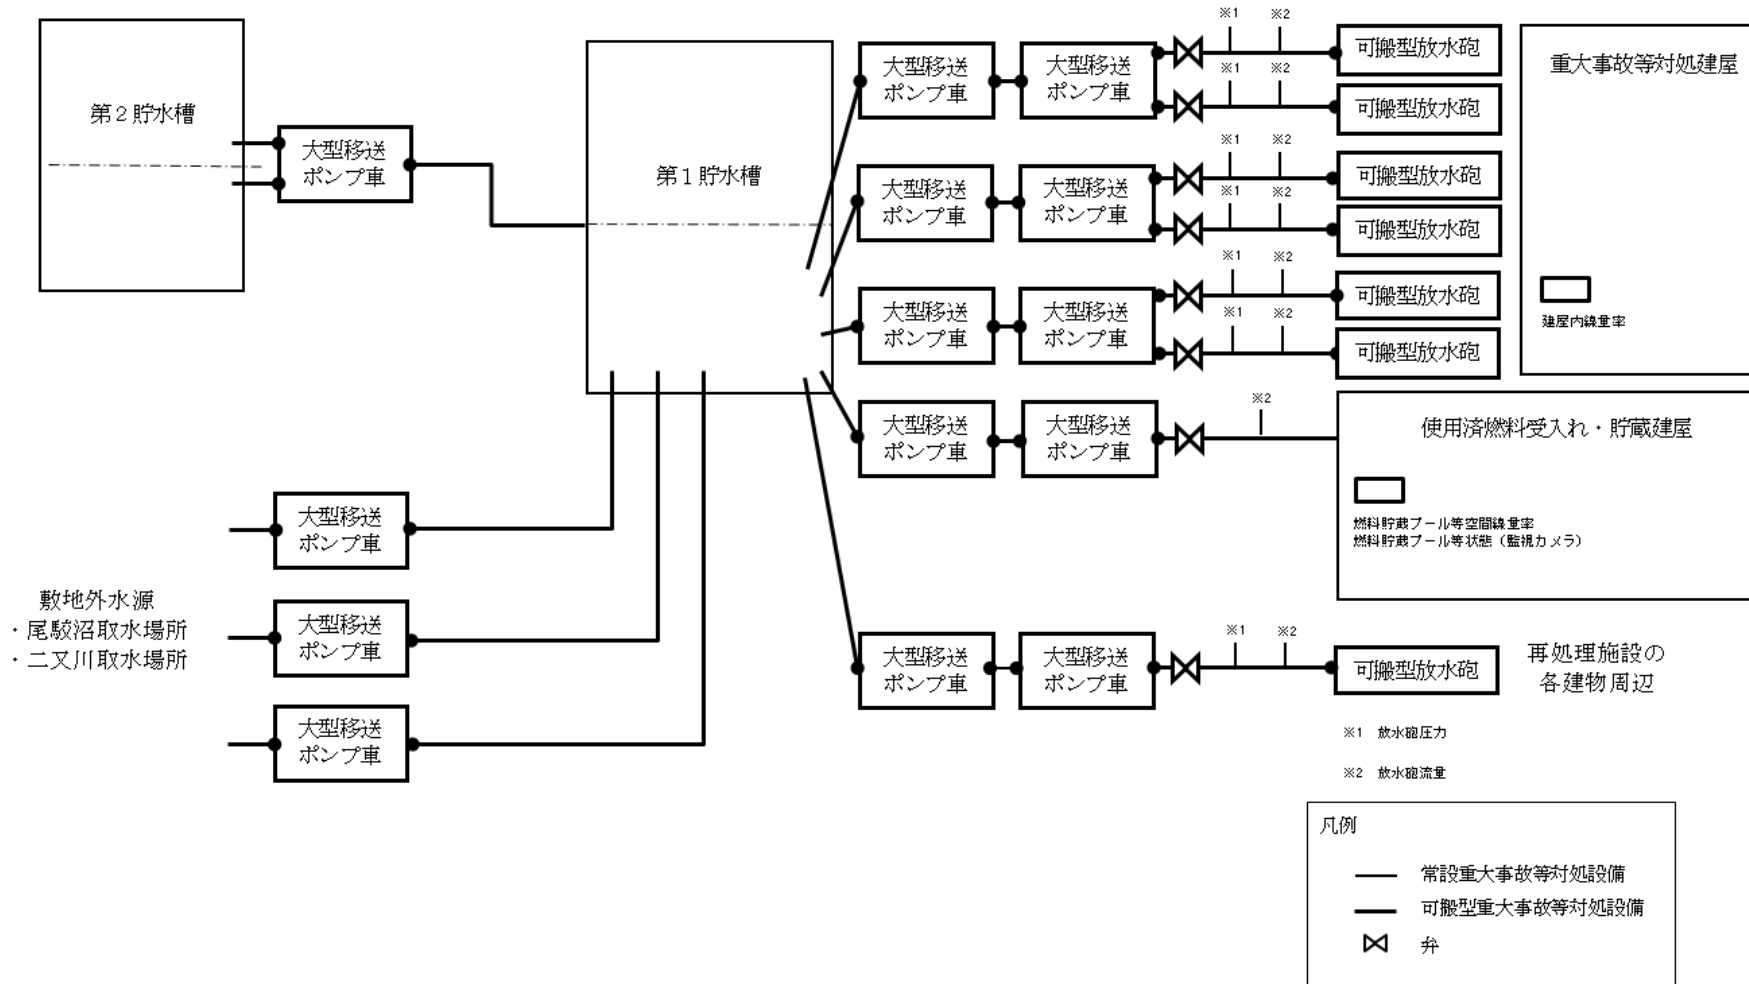 第2貯水槽
大型移送
ポンプ車
第1貯水槽
大型移送
ポンプ車
大型移送
ポンプ車
※1
※2
可搬型放水砲
※1
※2
可搬型放水砲
大型移送
ポンプ車
大型移送
ポンプ車
※1
※2
可搬型放水砲
※1
※2
可搬型放水砲
大型移送
ポンプ車
大型移送
ポンプ車
※1
※2
可搬型放水砲
※1
※2
可搬型放水砲
重大事故等対処建屋
建屋内線量率
大型移送
ポンプ車
大型移送
ポンプ車
※2
使用済燃料受入れ・貯蔵建屋
燃料貯蔵プール等空間線量率
燃料貯蔵プール等状態（監視カメラ）
敷地外水源
・尾駮沼取水場所
・二又川取水場所
大型移送
ポンプ車
大型移送
ポンプ車
大型移送
ポンプ車
大型移送
ポンプ車
大型移送
ポンプ車
※1
※2
可搬型放水砲
再処理施設の
各建物周辺
※1 放水砲圧力
※2 放水砲流量
凡例
常設重大事故等対処設備
可搬型重大事故等対処設備
弁